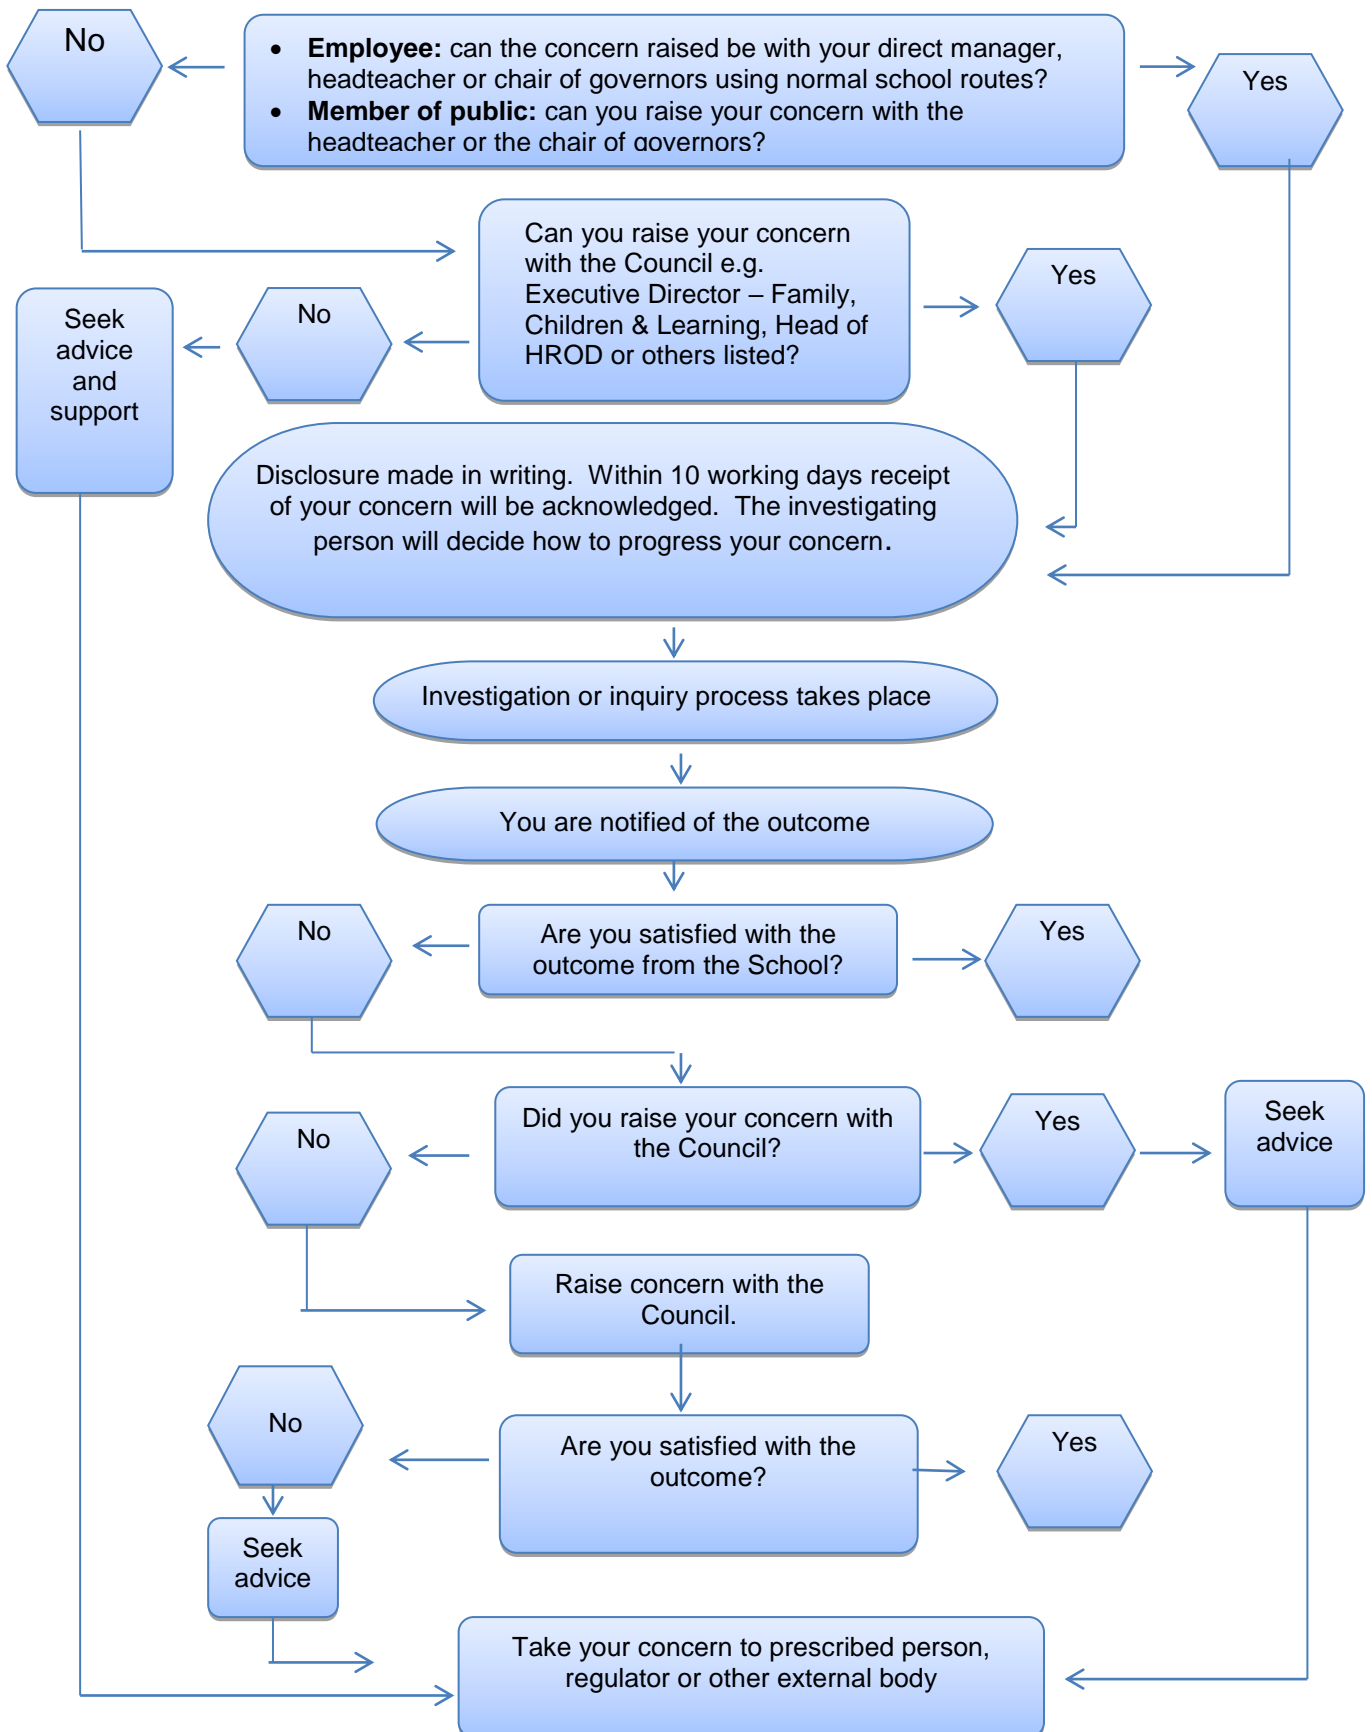 No
• Employee: can the concern raised be with your direct manager,
headteacher or chair of governors using normal school routes?
• Member of public: can you raise your concern with the
headteacher or the chair of governors?
Yes
Can you raise your concern
with the Council e.g.
Executive Director – Family,
Children & Learning, Head of
HROD or others listed?
Yes
No
Seek
advice
and
support
Disclosure made in writing.  Within 10 working days receipt
of your concern will be acknowledged.  The investigating
person will decide how to progress your concern.
Investigation or inquiry process takes place
You are notified of the outcome
No
Are you satisfied with the
outcome from the School?
Yes
No
Did you raise your concern with
the Council?
Yes
Seek
advice
Raise concern with the
Council.
No
Are you satisfied with the
outcome?
Yes
Seek
advice
Take your concern to prescribed person,
regulator or other external body